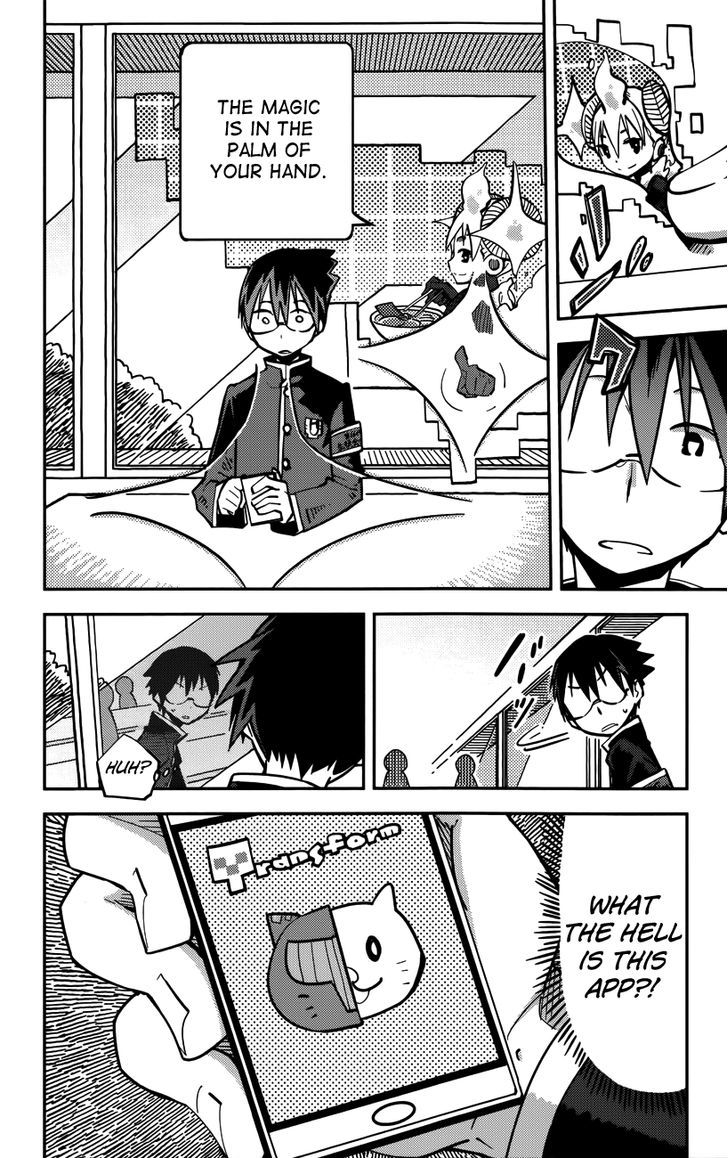 THE MAGIC
IS IN THE
PALM OF
YOUR HAND.
HUH?
Transform
WHAT
THE HELL
IS THIS
APP?!